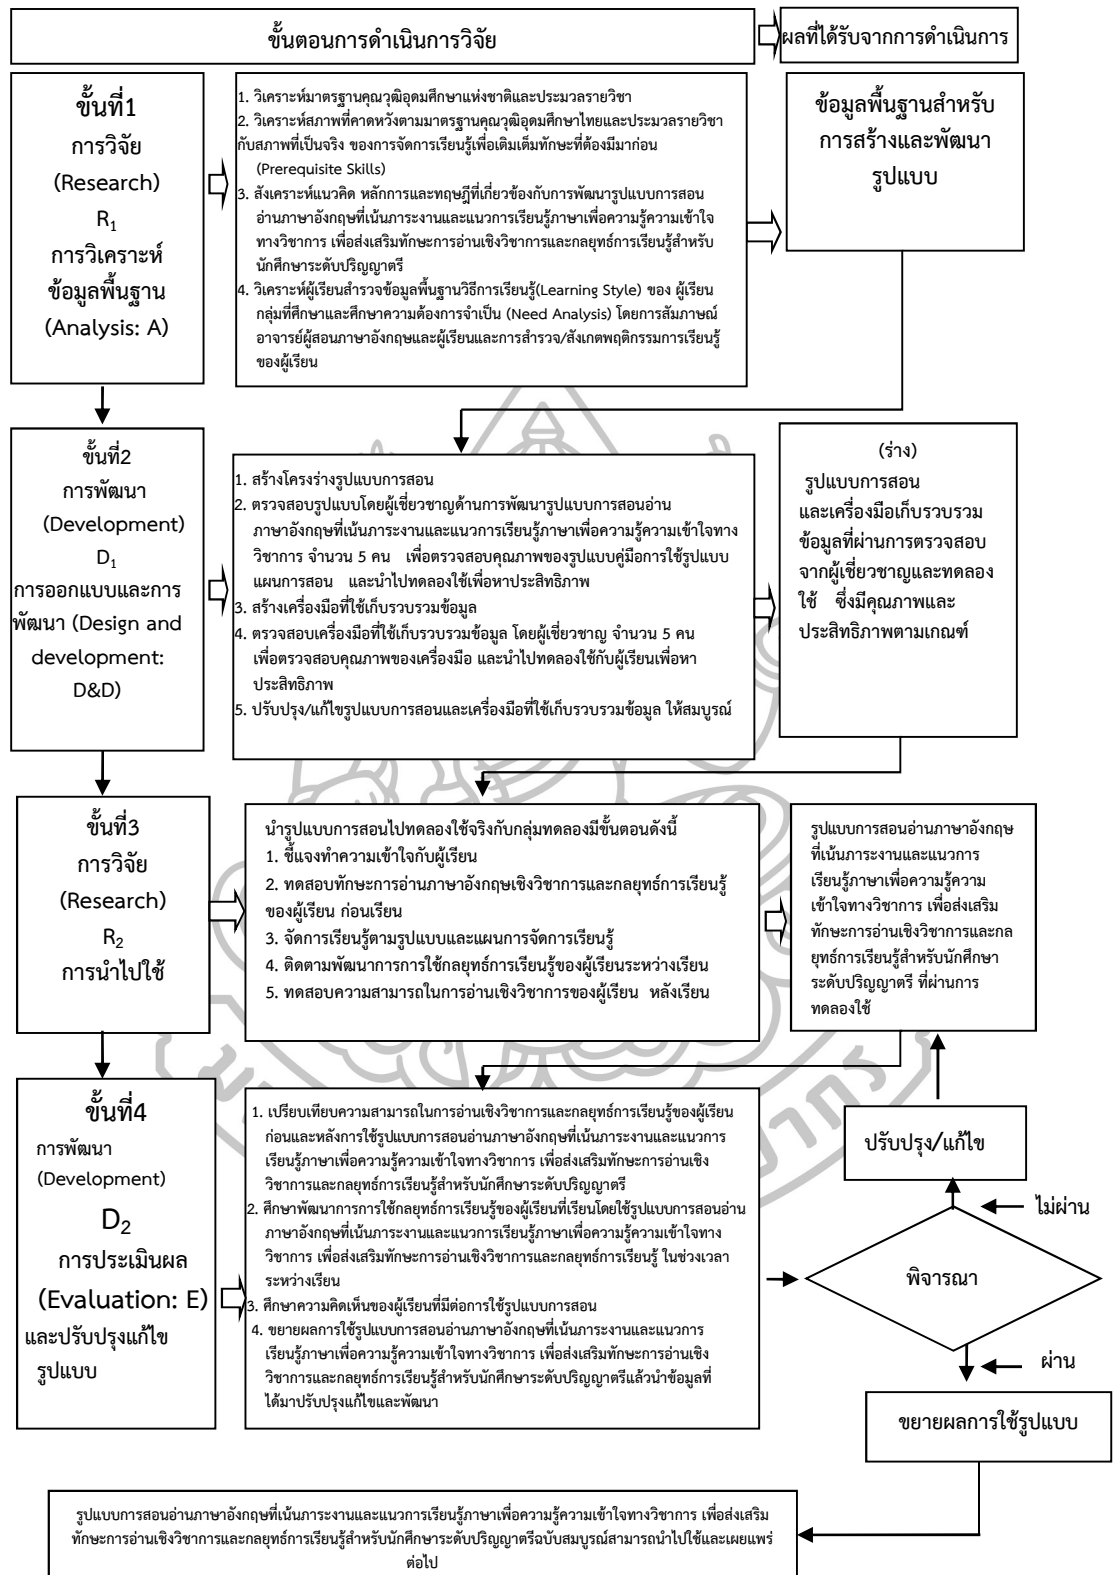 ขั้นตอนการดำเนินการวิจัย
ผลที่ได้รับจากการดำเนินการ
ขั้นที่1
การวิจัย
(Research)
R1
การวิเคราะห์
ข้อมูลพื้นฐาน
(Analysis: A)
1. วิเคราะห์มาตรฐานคุณวุฒิอุดมศึกษาแห่งชาติและประมวลรายวิชา
2. วิเคราะห์สภาพที่คาดหวังตามมาตรฐานคุณวุฒิอุดมศึกษาไทยและประมวลรายวิชา
กับสภาพที่เป็นจริง ของการจัดการเรียนรู้เพื่อเติมเต็มทักษะที่ต้องมีมาก่อน
(Prerequisite Skills)
3. สังเคราะห์แนวคิด หลักการและทฤษฎีที่เกี่ยวข้องกับการพัฒนารูปแบบการสอน
อ่านภาษาอังกฤษที่เน้นภาระงานและแนวการเรียนรู้ภาษาเพื่อความรู้ความเข้าใจ
ทางวิชาการ เพื่อส่งเสริมทักษะการอ่านเชิงวิชาการและกลยุทธ์การเรียนรู้สำหรับ
นักศึกษาระดับปริญญาตรี
4. วิเคราะห์ผู้เรียนสำรวจข้อมูลพื้นฐานวิธีการเรียนรู้(Learning Style) ของ ผู้เรียน
กลุ่มที่ศึกษาและศึกษาความต้องการจำเป็น (Need Analysis) โดยการสัมภาษณ์
อาจารย์ผู้สอนภาษาอังกฤษและผู้เรียนและการสำรวจ/สังเกตพฤติกรรมการเรียนรู้
ของผู้เรียน
ข้อมูลพื้นฐานสำหรับ
การสร้างและพัฒนา
รูปแบบ
ขั้นที่2
การพัฒนา
(Development)
D1
การออกแบบและการ
พัฒนา (Design and
development:
D&D)
1. สร้างโครงร่างรูปแบบการสอน
2. ตรวจสอบรูปแบบโดยผู้เชี่ยวชาญด้านการพัฒนารูปแบบการสอนอ่าน
ภาษาอังกฤษที่เน้นภาระงานและแนวการเรียนรู้ภาษาเพื่อความรู้ความเข้าใจทาง
วิชาการ จำนวน 5 คน เพื่อตรวจสอบคุณภาพของรูปแบบคู่มือการใช้รูปแบบ
แผนการสอน และนำไปทดลองใช้เพื่อหาประสิทธิภาพ
3. สร้างเครื่องมือที่ใช้เก็บรวบรวมข้อมูล
4. ตรวจสอบเครื่องมือที่ใช้เก็บรวบรวมข้อมูล โดยผู้เชี่ยวชาญ จำนวน 5 คน
เพื่อตรวจสอบคุณภาพของเครื่องมือ และนำไปทดลองใช้กับผู้เรียนเพื่อหา
ประสิทธิภาพ
5. ปรับปรุง/แก้ไขรูปแบบการสอนและเครื่องมือที่ใช้เก็บรวบรวมข้อมูล ให้สมบูรณ์
(ร่าง)
รูปแบบการสอน
และเครื่องมือเก็บรวบรวม
ข้อมูลที่ผ่านการตรวจสอบ
จากผู้เชี่ยวชาญและทดลอง
ใช้ ซึ่งมีคุณภาพและ
ประสิทธิภาพตามเกณฑ์
ขั้นที่3
การวิจัย
(Research)
R2
การนำไปใช้
นำรูปแบบการสอนไปทดลองใช้จริงกับกลุ่มทดลองมีขั้นตอนดังนี้
1. ชี้แจงทำความเข้าใจกับผู้เรียน
2. ทดสอบทักษะการอ่านภาษาอังกฤษเชิงวิชาการและกลยุทธ์การเรียนรู้
ของผู้เรียน ก่อนเรียน
3. จัดการเรียนรู้ตามรูปแบบและแผนการจัดการเรียนรู้
4. ติดตามพัฒนาการการใช้กลยุทธ์การเรียนรู้ของผู้เรียนระหว่างเรียน
5. ทดสอบความสามารถในการอ่านเชิงวิชาการของผู้เรียน หลังเรียน
รูปแบบการสอนอ่านภาษาอังกฤษ
ที่เน้นภาระงานและแนวการ
เรียนรู้ภาษาเพื่อความรู้ความ
เข้าใจทางวิชาการ เพื่อส่งเสริม
ทักษะการอ่านเชิงวิชาการและกล
ยุทธ์การเรียนรู้สำหรับนักศึกษา
ระดับปริญญาตรี ที่ผ่านการ
ทดลองใช้
ขั้นที่4
การพัฒนา
(Development)
D2
การประเมินผล
(Evaluation: E)
และปรับปรุงแก้ไข
รูปแบบ
1. เปรียบเทียบความสามารถในการอ่านเชิงวิชาการและกลยุทธ์การเรียนรู้ของผู้เรียน
ก่อนและหลังการใช้รูปแบบการสอนอ่านภาษาอังกฤษที่เน้นภาระงานและแนวการ
เรียนรู้ภาษาเพื่อความรู้ความเข้าใจทางวิชาการ เพื่อส่งเสริมทักษะการอ่านเชิง
วิชาการและกลยุทธ์การเรียนรู้สำหรับนักศึกษาระดับปริญญาตรี
2. ศึกษาพัฒนาการการใช้กลยุทธ์การเรียนรู้ของผู้เรียนที่เรียนโดยใช้รูปแบบการสอนอ่าน
ภาษาอังกฤษที่เน้นภาระงานและแนวการเรียนรู้ภาษาเพื่อความรู้ความเข้าใจทาง
วิชาการ เพื่อส่งเสริมทักษะการอ่านเชิงวิชาการและกลยุทธ์การเรียนรู้ ในช่วงเวลา
ระหว่างเรียน
3. ศึกษาความคิดเห็นของผู้เรียนที่มีต่อการใช้รูปแบบการสอน
4. ขยายผลการใช้รูปแบบการสอนอ่านภาษาอังกฤษที่เน้นภาระงานและแนวการ
เรียนรู้ภาษาเพื่อความรู้ความเข้าใจทางวิชาการ เพื่อส่งเสริมทักษะการอ่านเชิง
วิชาการและกลยุทธ์การเรียนรู้สำหรับนักศึกษาระดับปริญญาตรีแล้วนำข้อมูลที่
ได้มาปรับปรุงแก้ไขและพัฒนา
ปรับปรุง/แก้ไข
ไม่ผ่าน
พิจารณา
ผ่าน
ขยายผลการใช้รูปแบบ
รูปแบบการสอนอ่านภาษาอังกฤษที่เน้นภาระงานและแนวการเรียนรู้ภาษาเพื่อความรู้ความเข้าใจทางวิชาการ เพื่อส่งเสริม
ทักษะการอ่านเชิงวิชาการและกลยุทธ์การเรียนรู้สำหรับนักศึกษาระดับปริญญาตรีฉบับสมบูรณ์สามารถนำไปใช้และเผยแพร่
ต่อไป